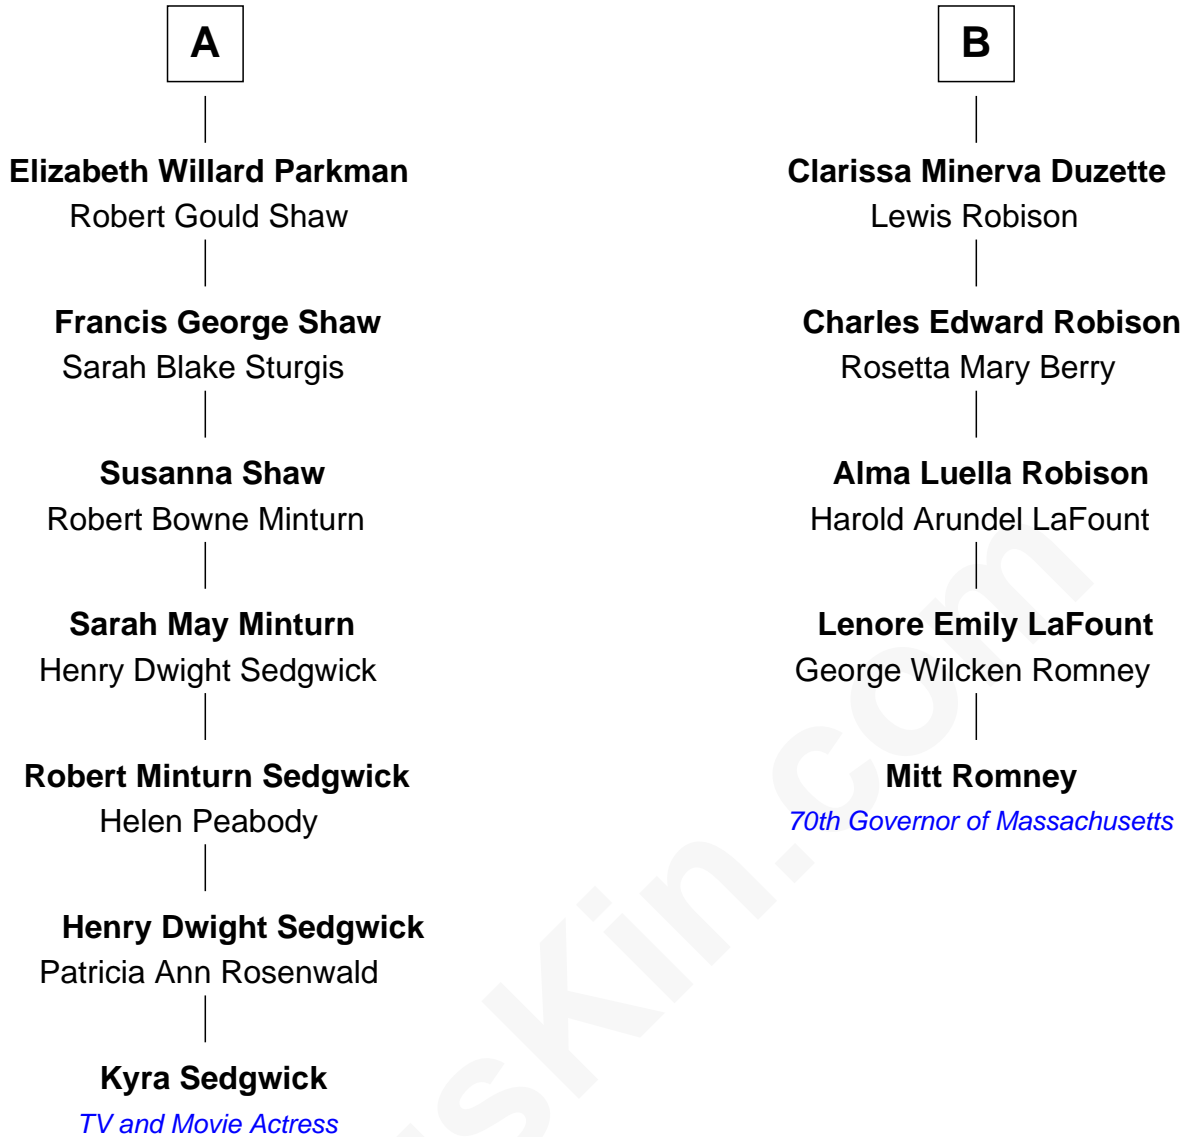 A
Elizabeth Willard Parkman
Robert Gould Shaw
Francis George Shaw
Sarah Blake Sturgis
Susanna Shaw
Robert Bowne Minturn
Sarah May Minturn
Henry Dwight Sedgwick
Robert Minturn Sedgwick
Helen Peabody
Henry Dwight Sedgwick
Patricia Ann Rosenwald
Kyra Sedgwick
TV and Movie Actress
B
Clarissa Minerva Duzette
Lewis Robison
Charles Edward Robison
Rosetta Mary Berry
Alma Luella Robison
Harold Arundel LaFount
Lenore Emily LaFount
George Wilcken Romney
Mitt Romney
70th Governor of Massachusetts